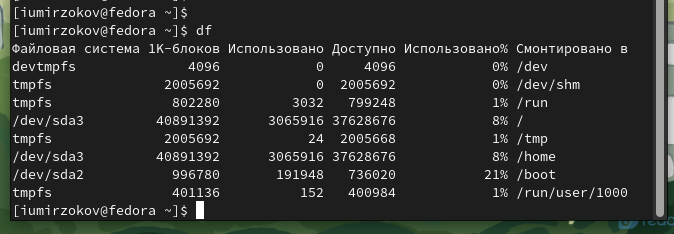 [iumirzokov@fedora ~]$
[iumirzokov@fedora ~]$ df
Файловая система 1K-блоков Использовано Доступно Использовано% Смонтировано в
devtmpfs 4096 0 4096 0% /dev
tmpfs 2005692 0 2005692 0% /dev/shm
tmpfs 802280 3032 799248 1% /run
/dev/sda3 40891392 3065916 37628676 8% /
tmpfs 2005692 24 2005668 1% /tmp
/dev/sda3 40891392 3065916 37628676 8% /home
/dev/sda2 996780 191948 736020 21% /boot
tmpfs 401136 152 400984 1% /run/user/1000
[iumirzokov@fedora ~]$